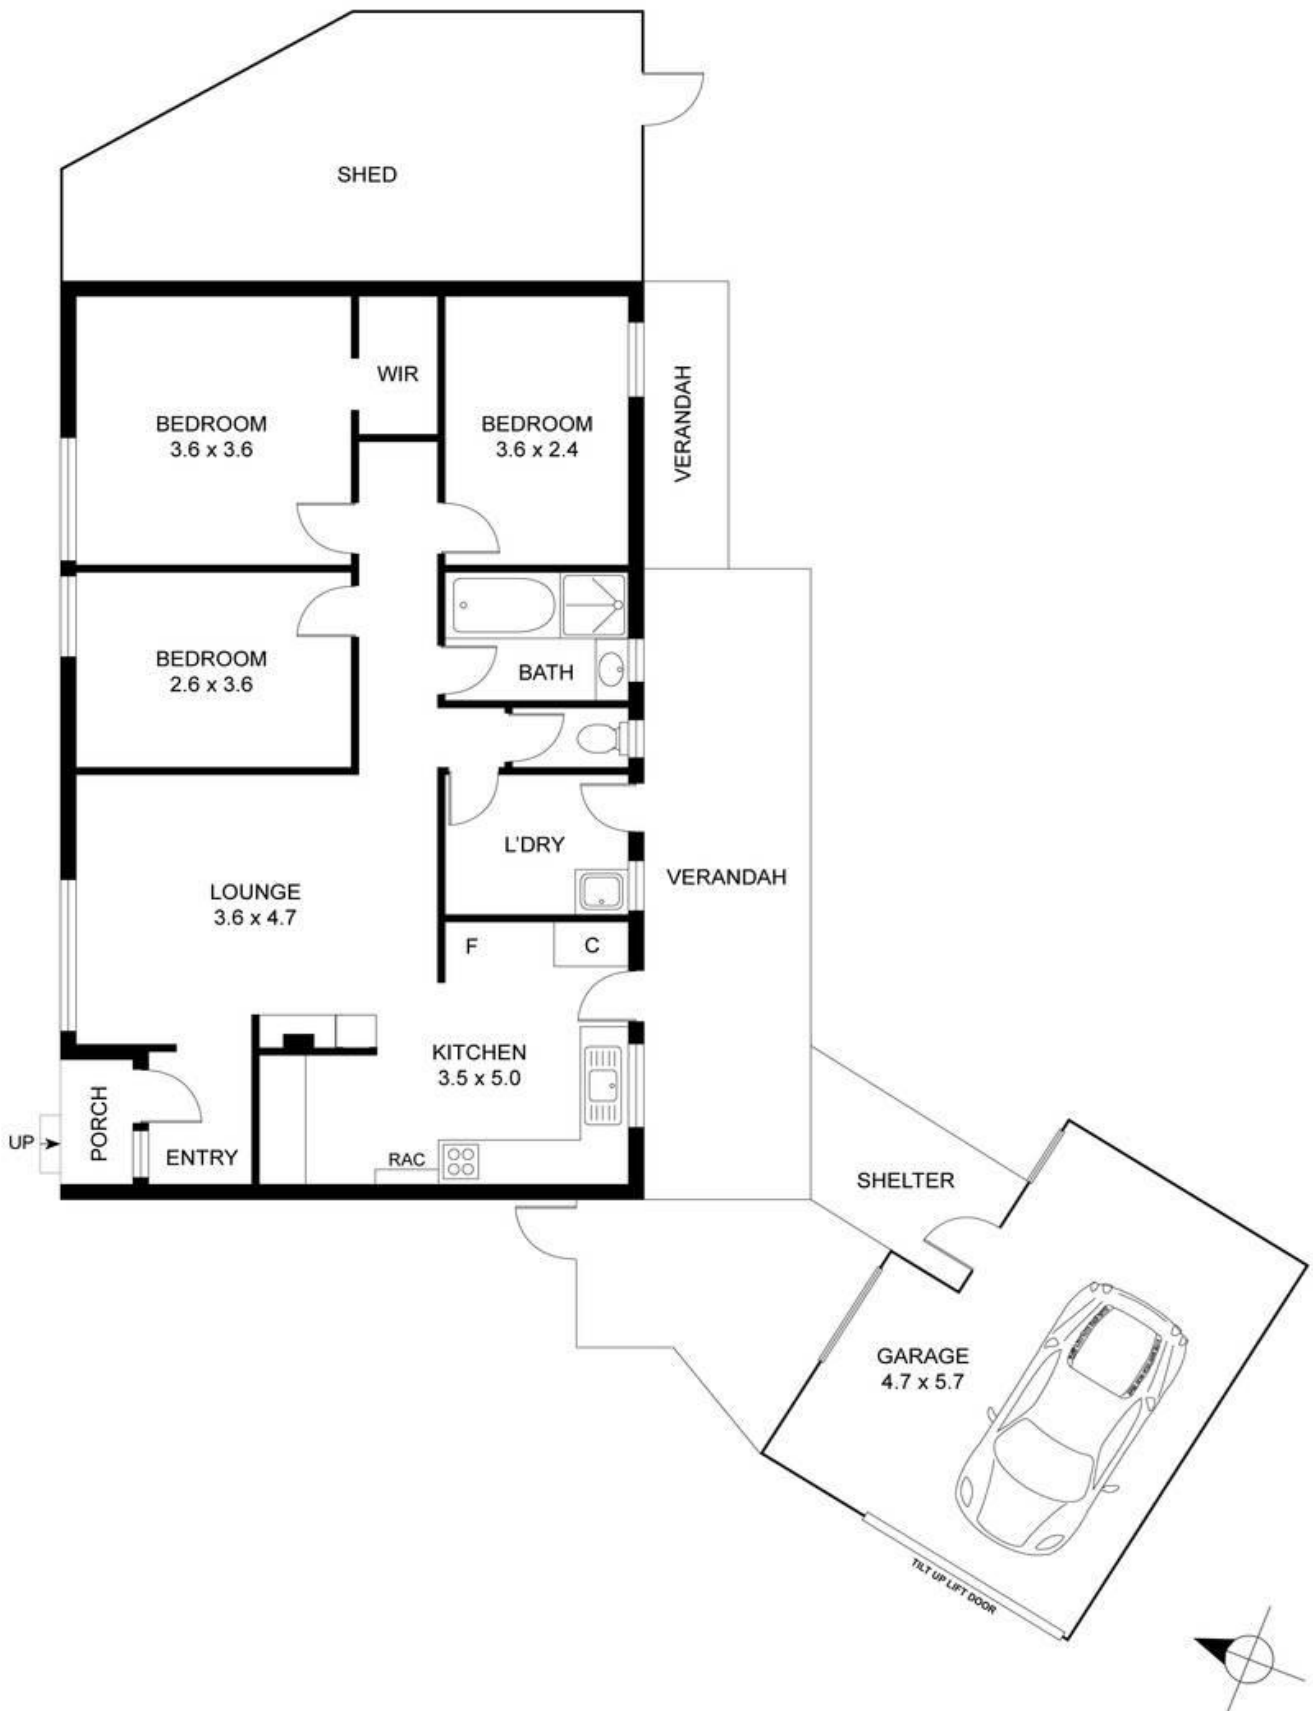 SHED
WIR
BEDROOM
3.6 x 3.6
BEDROOM
3.6 x 2.4
VERANDAH
BEDROOM
2.6 x 3.6
BATH
L'DRY
VERANDAH
LOUNGE
3.6 x 4.7
F
C
KITCHEN
3.5 x 5.0
PORCH
UP
ENTRY
RAC
SHELTER
GARAGE
4.7 x 5.7
TILT UP LIFT DOOR